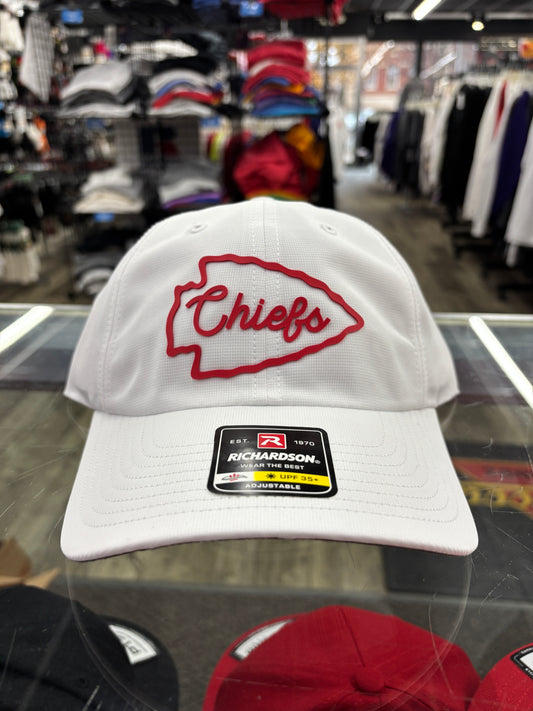 Chiefs
EST. R 1970
RICHARDSON®
WEAR THE BEST
UPF 35+
ADJUSTABLE